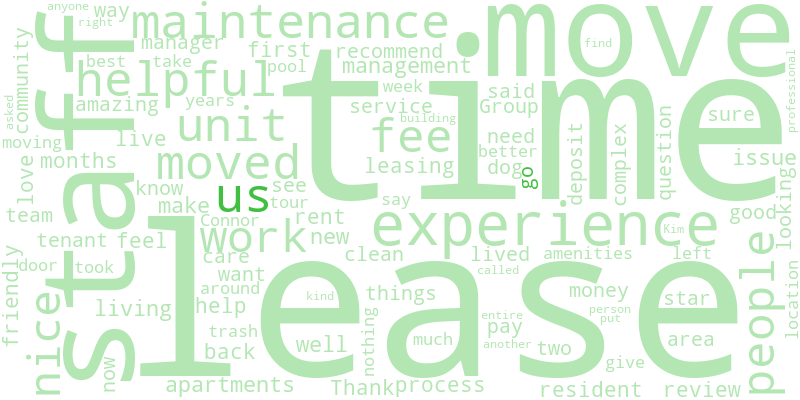 anyone
way
right
maintenance
move
staff
manager
first
recommend
find
best
take
pool
management
helpful
time
community
amazing
years
week
said
service
Group
sure
professional
asked
unit
building
fee
need
question
moving
live
better
deposit
complex
issue
months
moved
leasing
dog
love
know
us
see
go
say
looking
team
make
tour
rent
experience
good
Connor
Kim
tenant
feel
work
new
care
clean
lived
amenities
left
people
location
friendly
door
took
want
called
nice
living
around
kind
things
money
star
help
lease
entire
person
put
trash
nothing
much
pay
area
now
back
well
another
two
give
apartments
Thank
process
resident
review